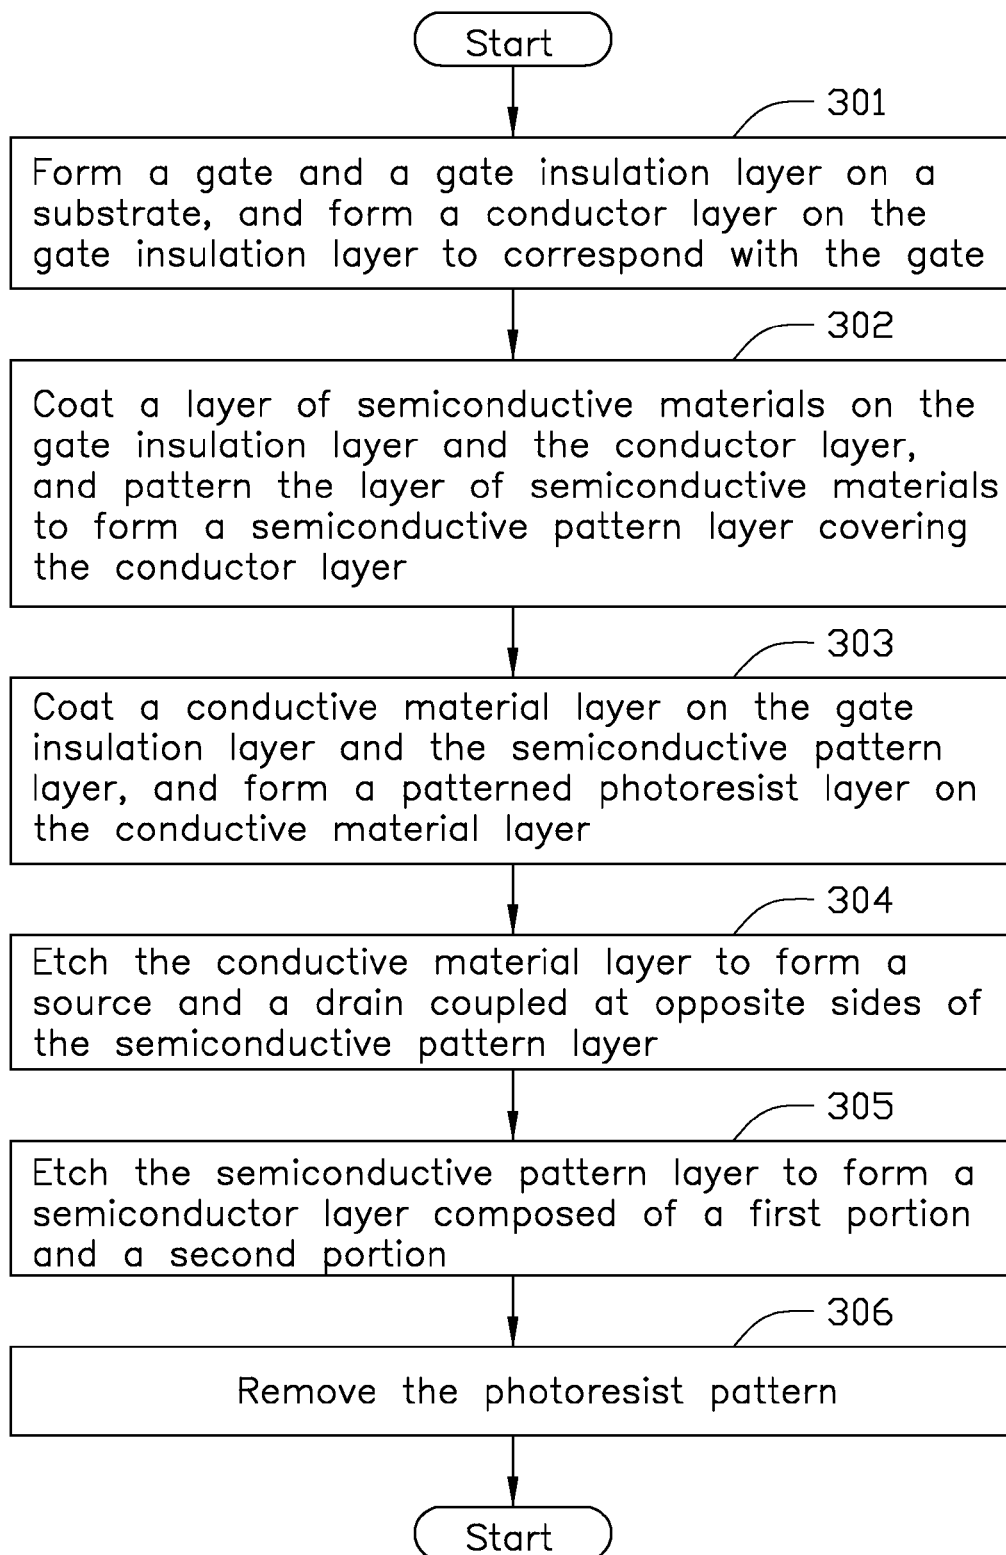 Start
301
Form a gate and a gate insulation layer on a
substrate, and form a conductor layer on the
gate insulation layer to correspond with the gate
302
Coat a layer of semiconductive materials on the
gate insulation layer and the conductor layer,
and pattern the layer of semiconductive materials
to form a semiconductive pattern layer covering
the conductor layer
303
Coat a conductive material layer on the gate
insulation layer and the semiconductive pattern
layer, and form a patterned photoresist layer on
the conductive material layer
304
Etch the conductive material layer to form a
source and a drain coupled at opposite sides of
the semiconductive pattern layer
305
Etch the semiconductive pattern layer to form a
semiconductor layer composed of a first portion
and a second portion
306
Remove the photoresist pattern
Start